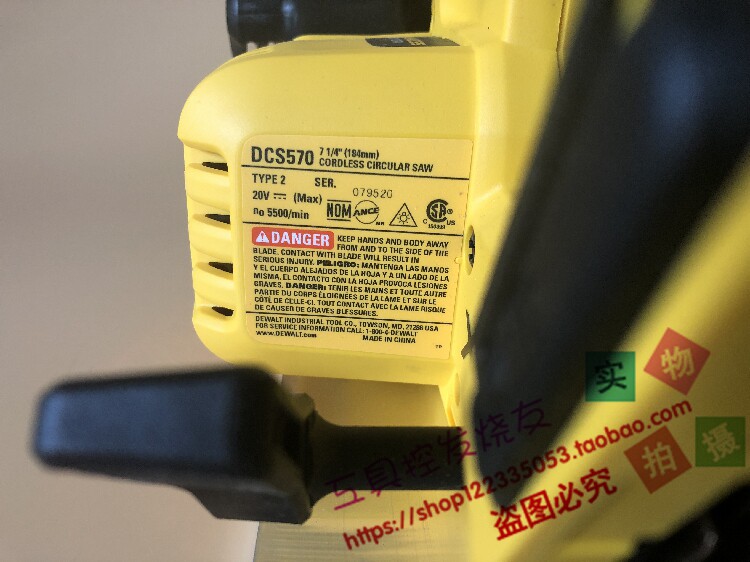 DCS570 7 1/4" (184mm)
CORDLESS CIRCULAR SAW
TYPE 2 SER.
079520
20V ⎓ (Max)
no 5500/min
NOM ANCE
CSA ®
C US
DANGER KEEP HANDS AND BODY AWAY
FROM AND TO THE SIDE OF THE
BLADE. CONTACT WITH BLADE WILL RESULT IN
SERIOUS INJURY. PELIGRO: MANTENGA LAS MANOS
Y EL CUERPO ALEJADOS DE LA HOJA Y A UN LADO DE LA
MISMA. EL CONTACTO CON LA HOJA PROVOCA LESIONES
GRAVES. DANGER: TENIR LES MAINS ET TOUTE AUTRE
PARTIE DU CORPS ÉLOIGNÉES DE LA LAME ET SUR LE
CÔTÉ DE CELLE-CI. TOUT CONTACT AVEC LA LAME RISQUE
DE CAUSER DE GRAVES BLESSURES.
DEWALT INDUSTRIAL TOOL CO., TOWSON, MD. 21286 USA
FOR SERVICE INFORMATION CALL: 1-800-4-DEWALT
www.DEWALT.com MADE IN CHINA
实物
拍摄
工具控发烧友
https://shop122335053.taobao.com
盗图必究